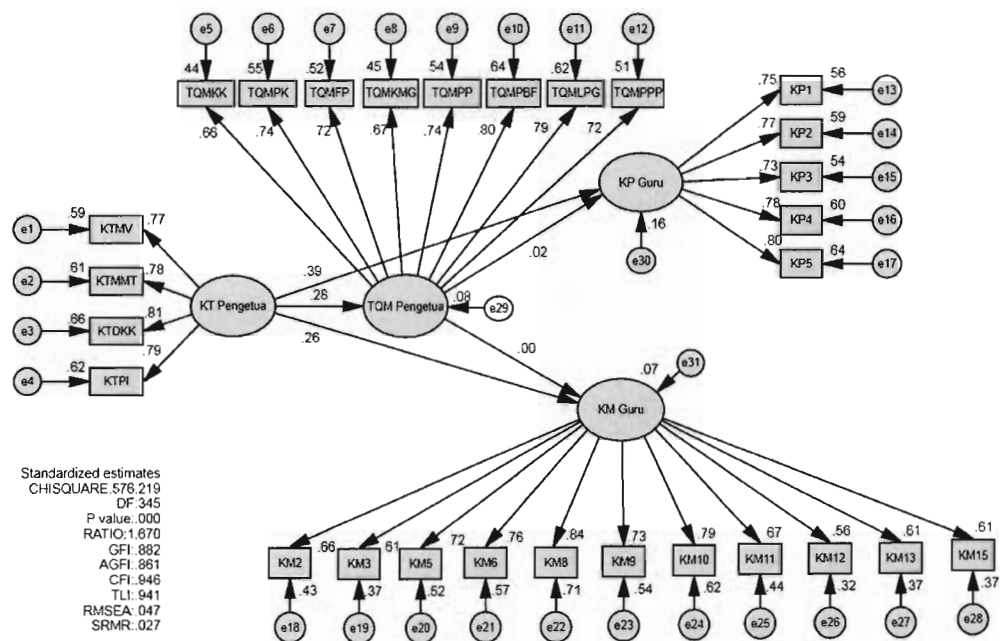 e5 e6 e7 e8 e9 e10 e11 e12
.44 .55 .52 .45 .54 .64 .62 .51
TQMKK TQMPK TQMFP TQMKMG TQMPP TQMPBF TQMLPG TQMPPP
.66 .74 .72 .67 .74 .80 .79 .72
.75 KP1 .56 e13
.77 KP2 .59 e14
.73 KP3 .54 e15
.78 KP4 .60 e16
.80 KP5 .64 e17
KP Guru
.16
e30
e1 .59 KTMV .77
e2 .61 KTMMT .78
e3 .66 KTDKK .81
e4 .62 KTPI .79
KT Pengetua
.39
.28
.26
TQM Pengetua
.08
e29
.02
.00
.07
e31
KM Guru
.66 .61 .72 .76 .84 .73 .79 .67 .56 .61 .61
KM2 KM3 KM5 KM6 KM8 KM9 KM10 KM11 KM12 KM13 KM15
.43 .37 .52 .57 .71 .54 .62 .44 .32 .37 .37
e18 e19 e20 e21 e22 e23 e24 e25 e26 e27 e28
Standardized estimates
CHISQUARE:576.219
DF:345
P value:.000
RATIO:1.670
GFI:.882
AGFI:.861
CFI:.946
TLI:.941
RMSEA:.047
SRMR:.027